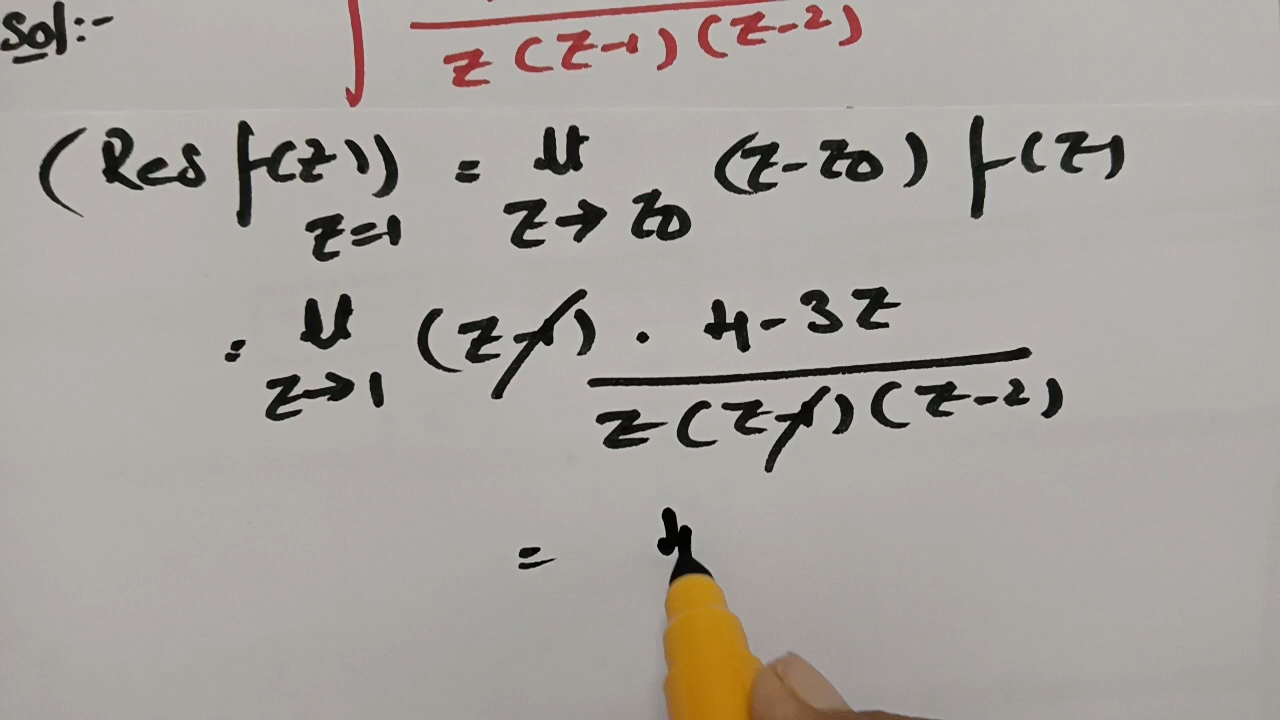 Sol:-
∫ / z(z-1)(z-2)
(Res f(z)) z=1 = lt z→z0 (z-z0) f(z)
= lt z→1 (z-1) . 4-3z / z(z-1)(z-2)
= 4